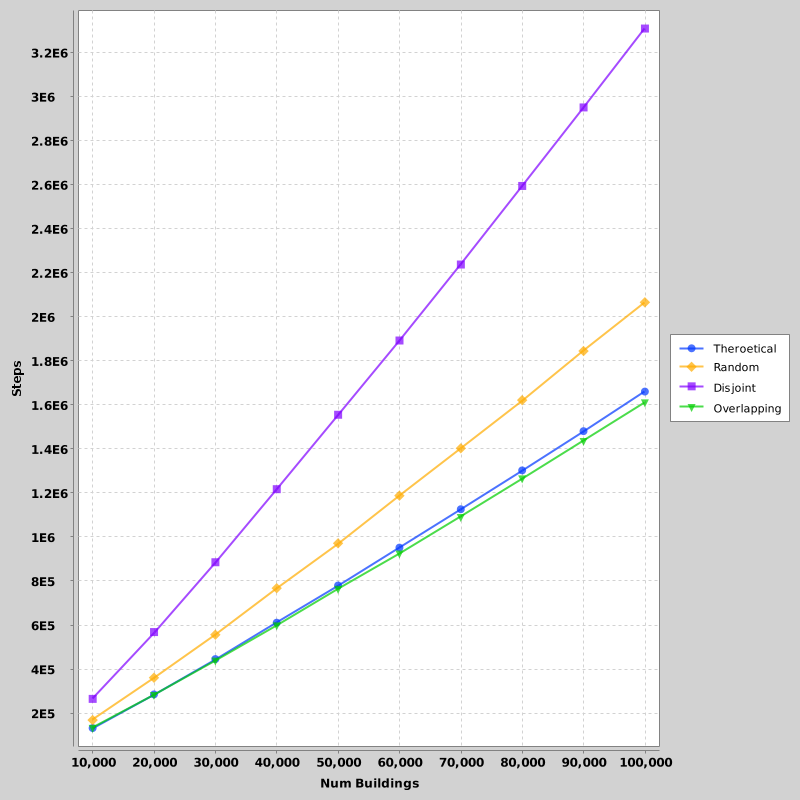 3.2E6
3E6
2.8E6
2.6E6
2.4E6
2.2E6
2E6
1.8E6
1.6E6
1.4E6
1.2E6
1E6
8E5
6E5
4E5
2E5
Steps
10,000 20,000 30,000 40,000 50,000 60,000 70,000 80,000 90,000 100,000
Num Buildings
Theroetical
Random
Disjoint
Overlapping